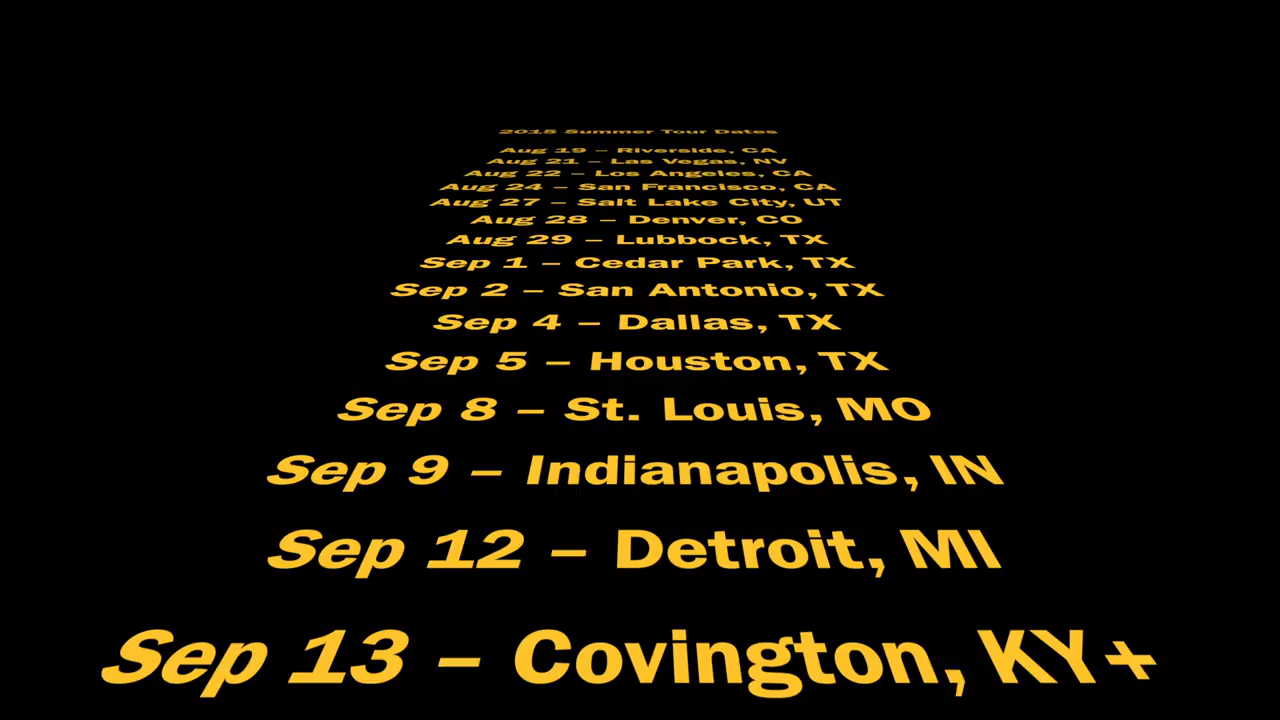 2015 Summer Tour Dates
Aug 19 – Riverside, CA
Aug 21 – Las Vegas, NV
Aug 22 – Los Angeles, CA
Aug 24 – San Francisco, CA
Aug 27 – Salt Lake City, UT
Aug 28 – Denver, CO
Aug 29 – Lubbock, TX
Sep 1 – Cedar Park, TX
Sep 2 – San Antonio, TX
Sep 4 – Dallas, TX
Sep 5 – Houston, TX
Sep 8 – St. Louis, MO
Sep 9 – Indianapolis, IN
Sep 12 – Detroit, MI
Sep 13 – Covington, KY+